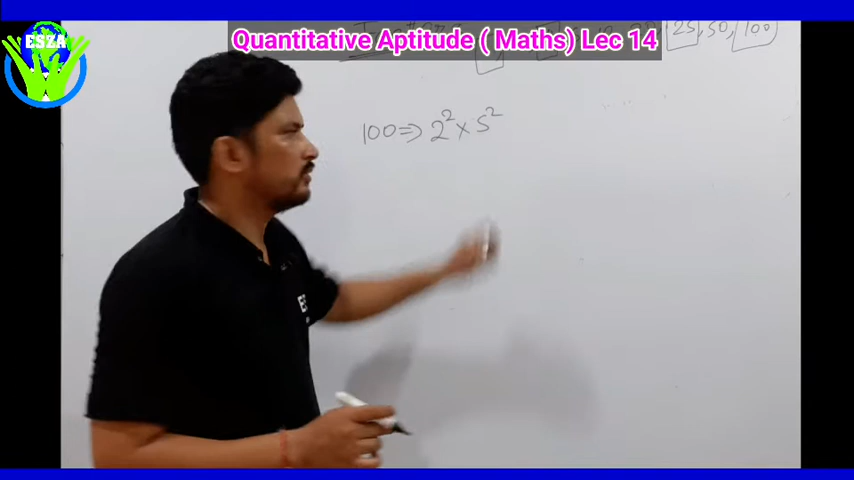 Quantitative Aptitude ( Maths) Lec 14
ESZA
25, 50, 100
100 ⇒ 2² × 5²